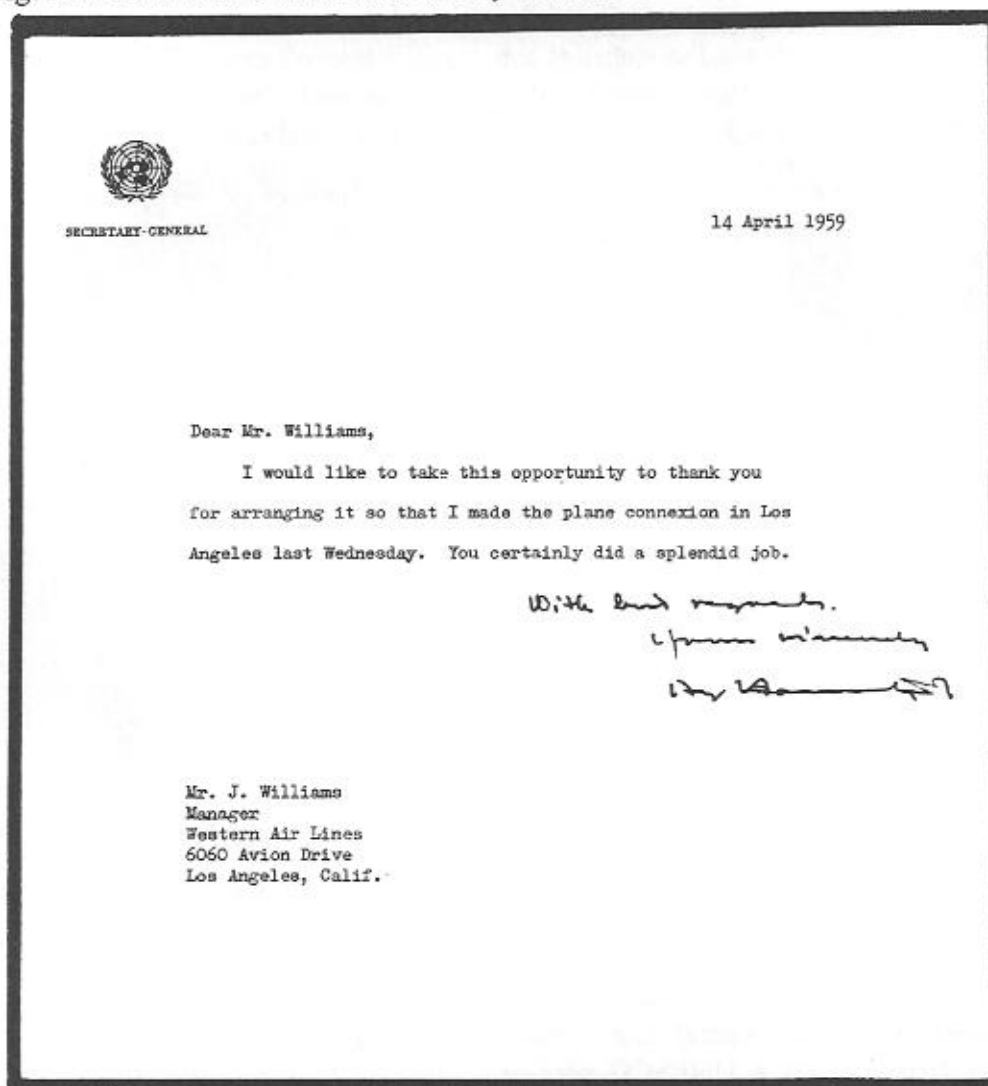 SECRETARY-GENERAL
14 April 1959
Dear Mr. Williams,
I would like to take this opportunity to thank you
for arranging it so that I made the plane connexion in Los
Angeles last Wednesday. You certainly did a splendid job.
With kind regards.
Yours sincerely
Dag Hammarskjöld
Mr. J. Williams
Manager
Western Air Lines
6060 Avion Drive
Los Angeles, Calif.